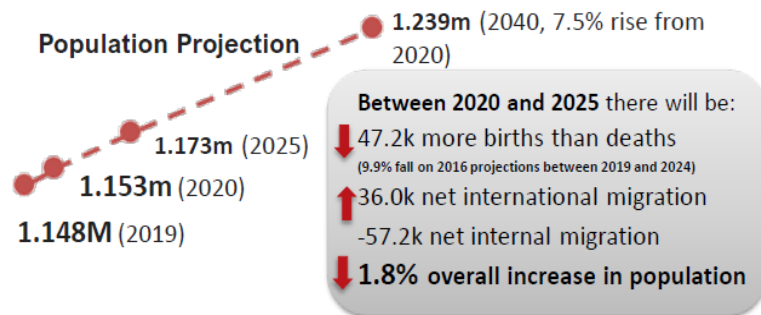 Population Projection
1.239m (2040, 7.5% rise from
2020)
1.173m (2025)
1.153m (2020)
1.148M (2019)
Between 2020 and 2025 there will be:
47.2k more births than deaths
(9.9% fall on 2016 projections between 2019 and 2024)
36.0k net international migration
-57.2k net internal migration
1.8% overall increase in population